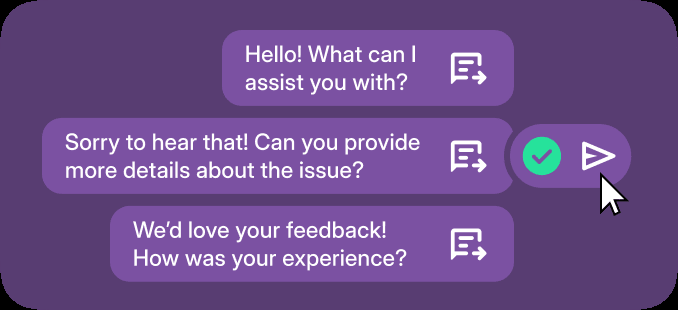 Hello! What can I
assist you with?
Sorry to hear that! Can you provide
more details about the issue?
We’d love your feedback!
How was your experience?